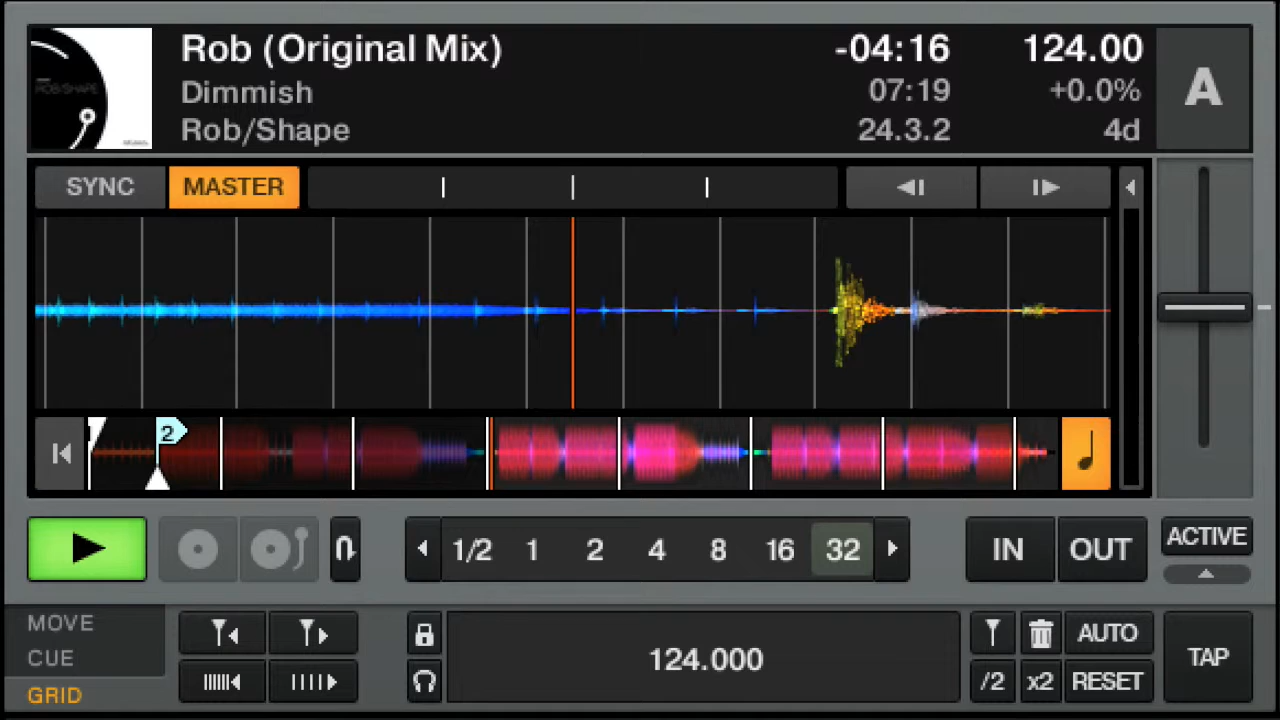 Rob (Original Mix) -04:16 124.00
Dimmish 07:19 +0.0% A
Rob/Shape 24.3.2 4d
SYNC MASTER
2
1/2 1 2 4 8 16 32 IN OUT ACTIVE
MOVE
CUE
GRID
124.000
AUTO
/2 x2 RESET
TAP